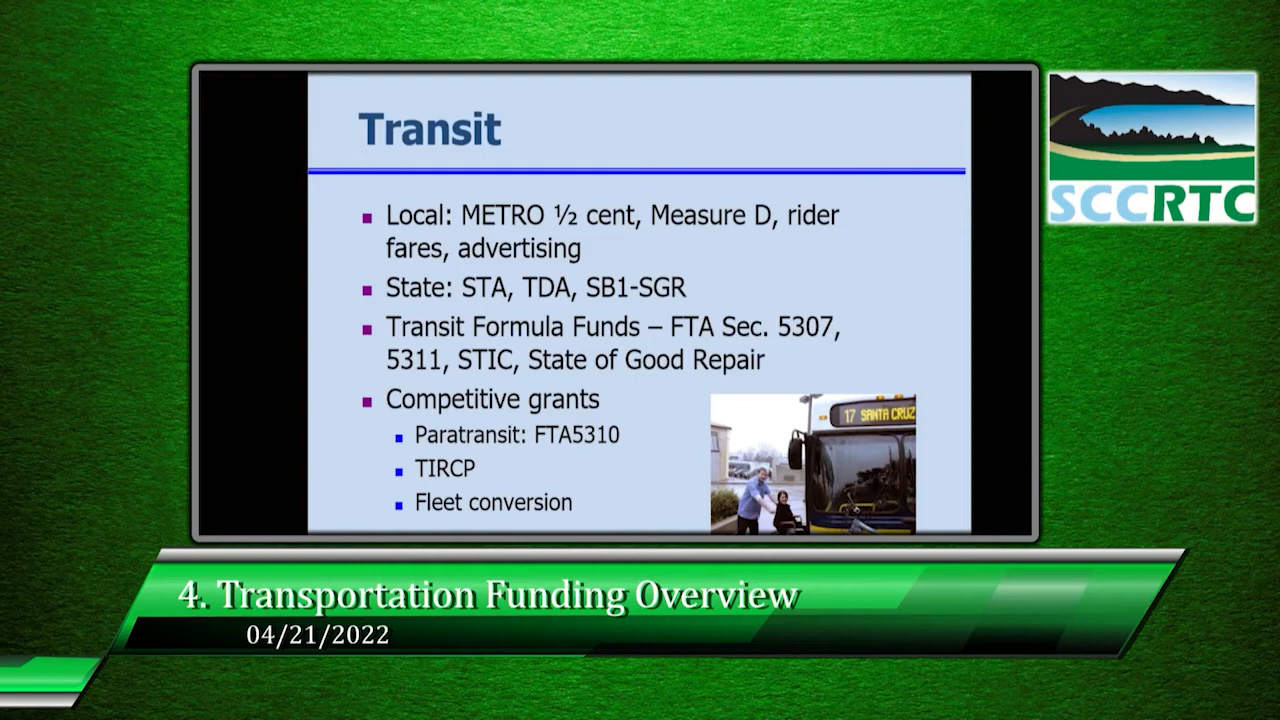 Transit
Local: METRO ½ cent, Measure D, rider
fares, advertising
State: STA, TDA, SB1-SGR
Transit Formula Funds – FTA Sec. 5307,
5311, STIC, State of Good Repair
Competitive grants
Paratransit: FTA5310
TIRCP
Fleet conversion
17 SANTA CRUZ
SCCRTC
4. Transportation Funding Overview
04/21/2022